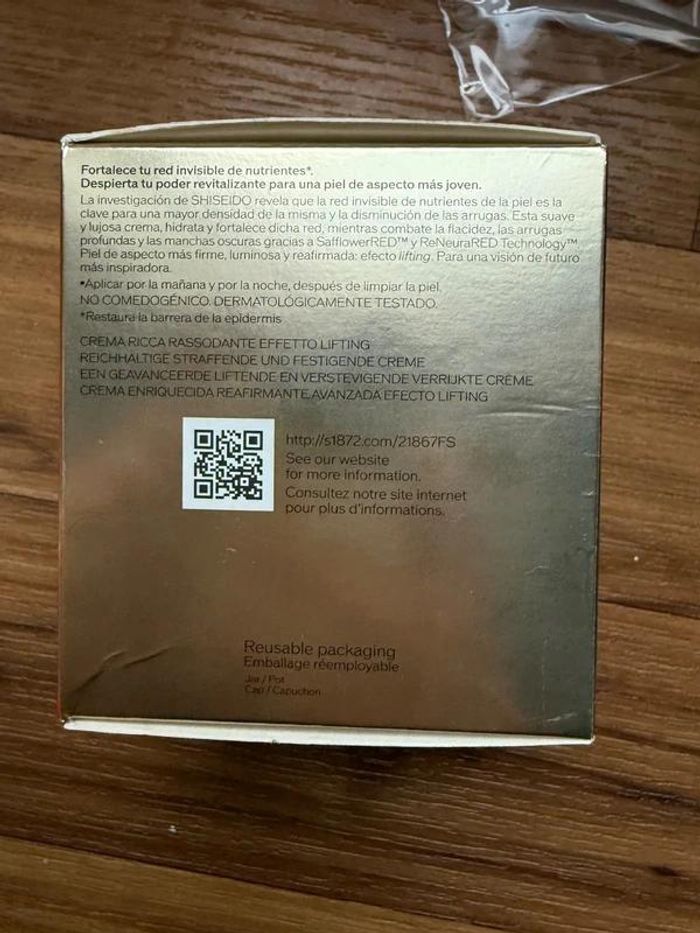 Fortalece tu red invisible de nutrientes*.
Despierta tu poder revitalizante para una piel de aspecto más joven.
La investigación de SHISEIDO revela que la red invisible de nutrientes de la piel es la
clave para una mayor densidad de la misma y la disminución de las arrugas. Esta suave
y lujosa crema, hidrata y fortalece dicha red, mientras combate la flacidez, las arrugas
profundas y las manchas oscuras gracias a SafflowerRED™ y ReNeuraRED Technology™
Piel de aspecto más firme, luminosa y reafirmada: efecto lifting. Para una visión de futuro
más inspiradora.
•Aplicar por la mañana y por la noche, después de limpiar la piel.
NO COMEDOGÉNICO. DERMATOLÓGICAMENTE TESTADO.
*Restaura la barrera de la epidermis
CREMA RICCA RASSODANTE EFFETTO LIFTING
REICHHALTIGE STRAFFENDE UND FESTIGENDE CREME
EEN GEAVANCEERDE LIFTENDE EN VERSTEVIGENDE VERRIJKTE CRÈME
CREMA ENRIQUECIDA REAFIRMANTE AVANZADA EFECTO LIFTING
http://s1872.com/21867FS
See our website
for more information.
Consultez notre site internet
pour plus d'informations.
Reusable packaging
Emballage réemployable
Jar / Pot
Cap / Capuchon